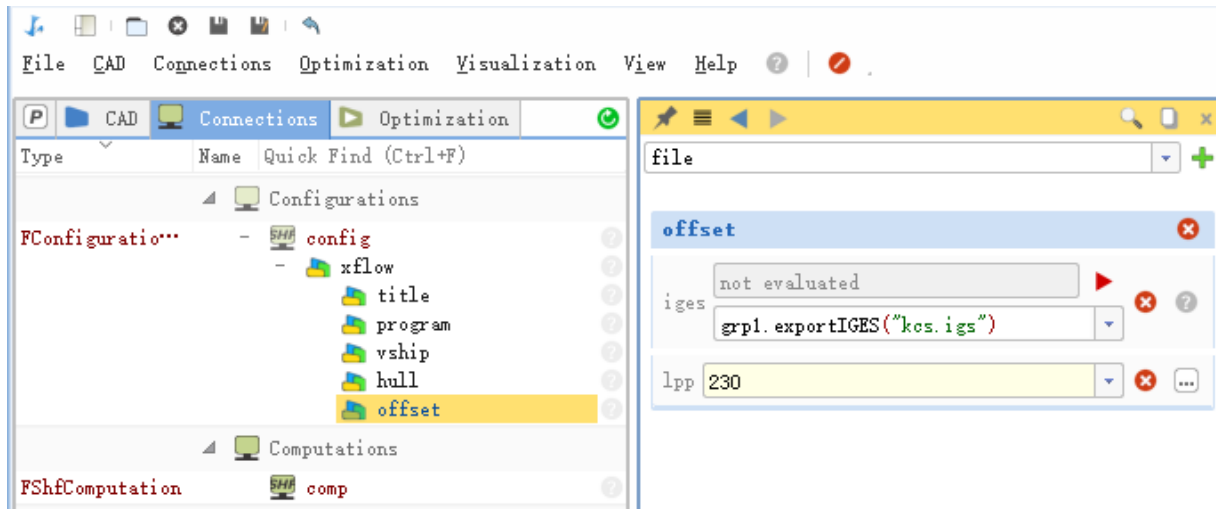 File CAD Connections Optimization Visualization View Help
P CAD Connections Optimization
Type Name Quick Find (Ctrl+F)
Configurations
FConfiguratio··· SHF config
xflow
title
program
vship
hull
offset
Computations
FShfComputation SHF comp
file
offset
not evaluated
iges
grp1.exportIGES("kcs.igs")
lpp 230